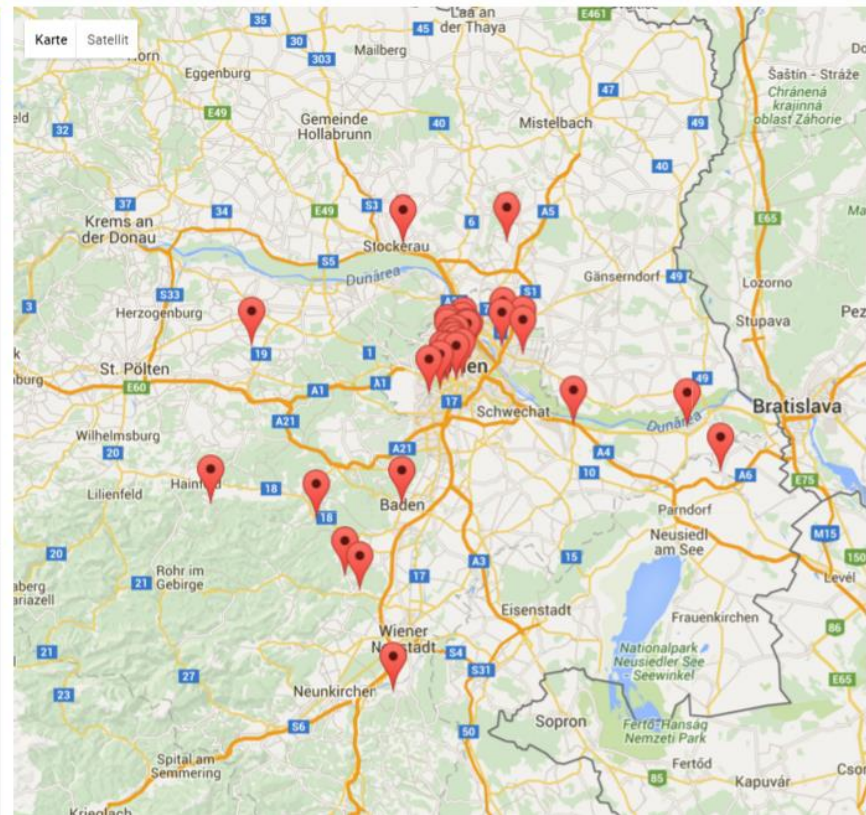 Karte
Satellit
35
45
Laa an
der Thaya
E461
30
Mailberg
303
Horn
Eggenburg
Šaštín - Stráže
Chránená
krajinná
oblasť Záhorie
47
E49
Gemeinde
Hollabrunn
40
Mistelbach
49
32
40
37
34
E49
S3
6
A5
E65
Krems an
der Donau
Stockerau
S5
Dunărea
Gänserndorf
49
Lozorno
S33
S1
3
Herzogenburg
Stupava
19
1
St. Pölten
E60
A1
A1
49
17
Schwechat
Bratislava
A21
Dunărea
Wilhelmsburg
A21
A4
20
10
A6
E75
Lilienfeld
18
Baden
Parndorf
18
M15
Neusiedl
am See
20
A3
15
150
Rohr im
Gebirge
21
17
Levél
Eisenstadt
Frauenkirchen
86
Wiener
Neustadt
21
S4
Nationalpark
Neusiedler See
- Seewinkel
S31
E65
27
23
Neunkirchen
Sopron
Fertő-Hanság
Nemzeti Park
S6
50
Spital am
Semmering
Fertőd
85
Kapuvár
Krieglach